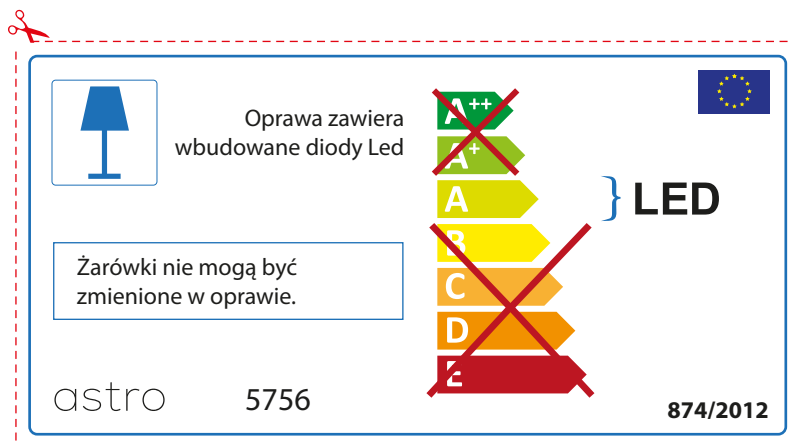 Oprawa zawiera
wbudowane diody Led
A++
A+
A
LED
B
Żarówki nie mogą być
zmienione w oprawie.
C
D
E
astro
5756
874/2012